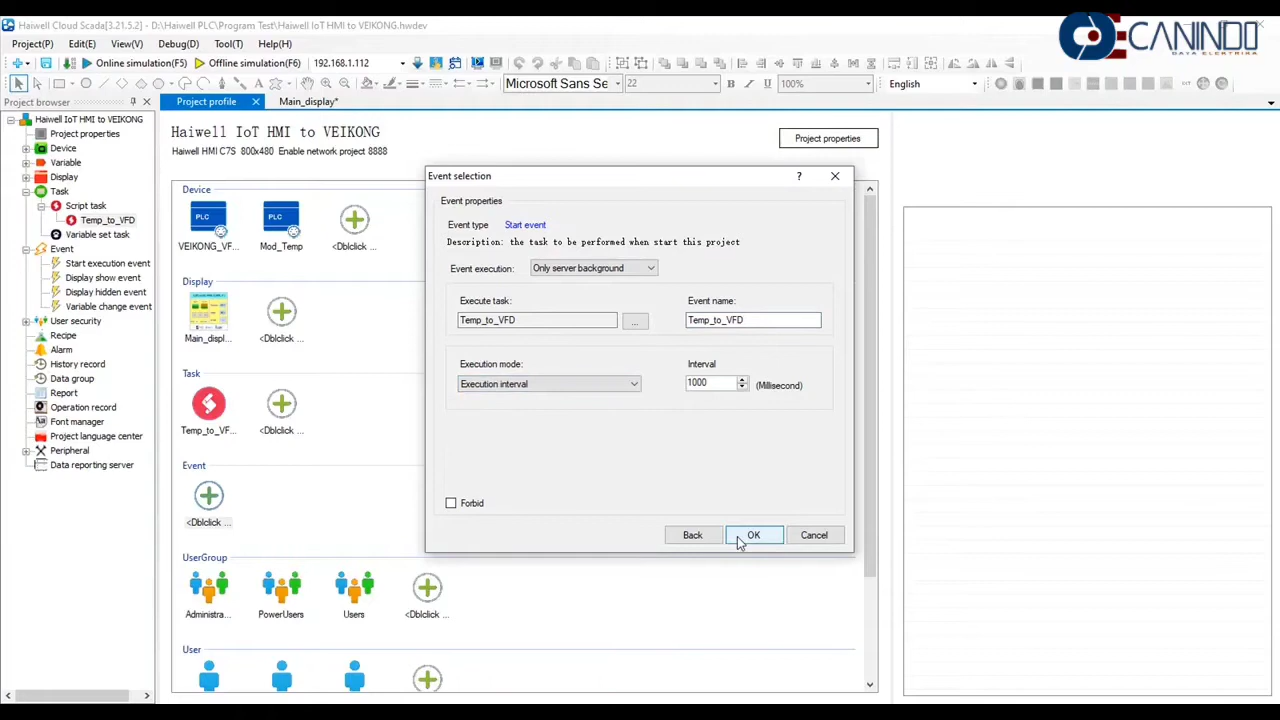 Haiwell Cloud Scada[3.21.5.2] - D:\Haiwell PLC\Program Test\Haiwell IoT HMI to VEIKONG.hwdev
CANINDO
DAYA ELEKTRIKA
Project(P) Edit(E) View(V) Debug(D) Tool(T) Help(H)
Online simulation(F5) Offline simulation(F6) 192.168.1.112
A Microsoft Sans Se 22 B I U 100% English
Project browser
Project profile
Main_display*
Haiwell IoT HMI to VEIKONG
Project properties
Device
Variable
Display
Task
Script task
Temp_to_VFD
Variable set task
Event
Start execution event
Display show event
Display hidden event
Variable change event
User security
Recipe
Alarm
History record
Data group
Report
Operation record
Font manager
Project language center
Peripheral
Data reporting server
Haiwell IoT HMI to VEIKONG
Haiwell HMI C7S 800x480 Enable network project 8888
Project properties
Device
PLC PLC
VEIKONG_VF... Mod_Temp <Dblclick ...
Display
Main_displ... <Dblclick ...
Task
Temp_to_VF... <Dblclick ...
Event
<Dblclick ...
UserGroup
Administra... PowerUsers Users <Dblclick ...
User
Event selection
?
Event properties
Event type Start event
Description: the task to be performed when start this project
Event execution: Only server background
Execute task: Event name:
Temp_to_VFD ... Temp_to_VFD
Execution mode: Interval
Execution interval 1000 (Millisecond)
Forbid
Back OK Cancel